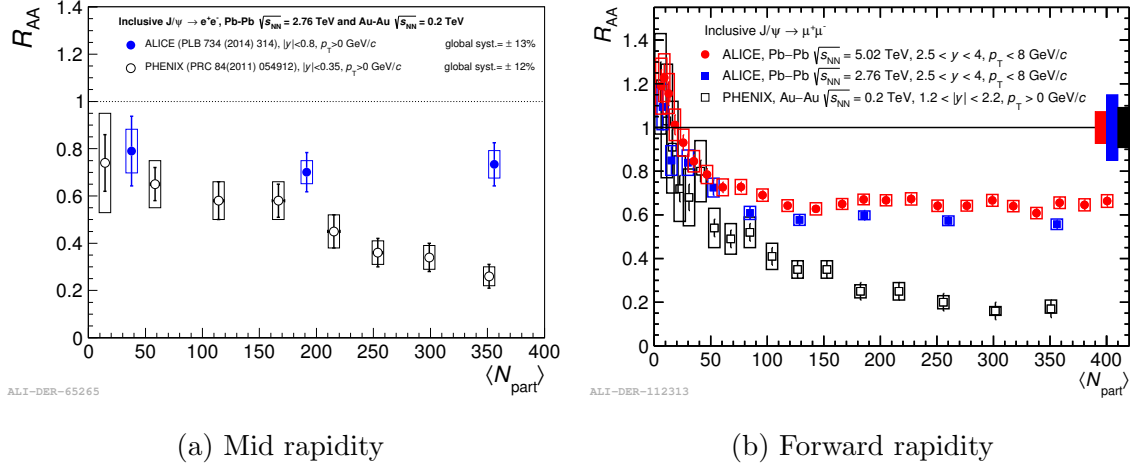 R_AA
Inclusive J/ψ → e⁺e⁻, Pb-Pb √s_NN = 2.76 TeV and Au-Au √s_NN = 0.2 TeV
ALICE (PLB 734 (2014) 314), |y|<0.8, p_T>0 GeV/c global syst.= ± 13%
PHENIX (PRC 84(2011) 054912), |y|<0.35, p_T>0 GeV/c global syst.= ± 12%
1.4
1.2
1
0.8
0.6
0.4
0.2
0
0 50 100 150 200 250 300 350 400
⟨N_part⟩
ALI-DER-65265
(a) Mid rapidity
R_AA
Inclusive J/ψ → μ⁺μ⁻
ALICE, Pb–Pb √s_NN = 5.02 TeV, 2.5 < y < 4, p_T < 8 GeV/c
ALICE, Pb–Pb √s_NN = 2.76 TeV, 2.5 < y < 4, p_T < 8 GeV/c
PHENIX, Au–Au √s_NN = 0.2 TeV, 1.2 < |y| < 2.2, p_T > 0 GeV/c
1.4
1.2
1
0.8
0.6
0.4
0.2
0
0 50 100 150 200 250 300 350 400
⟨N_part⟩
ALI-DER-112313
(b) Forward rapidity